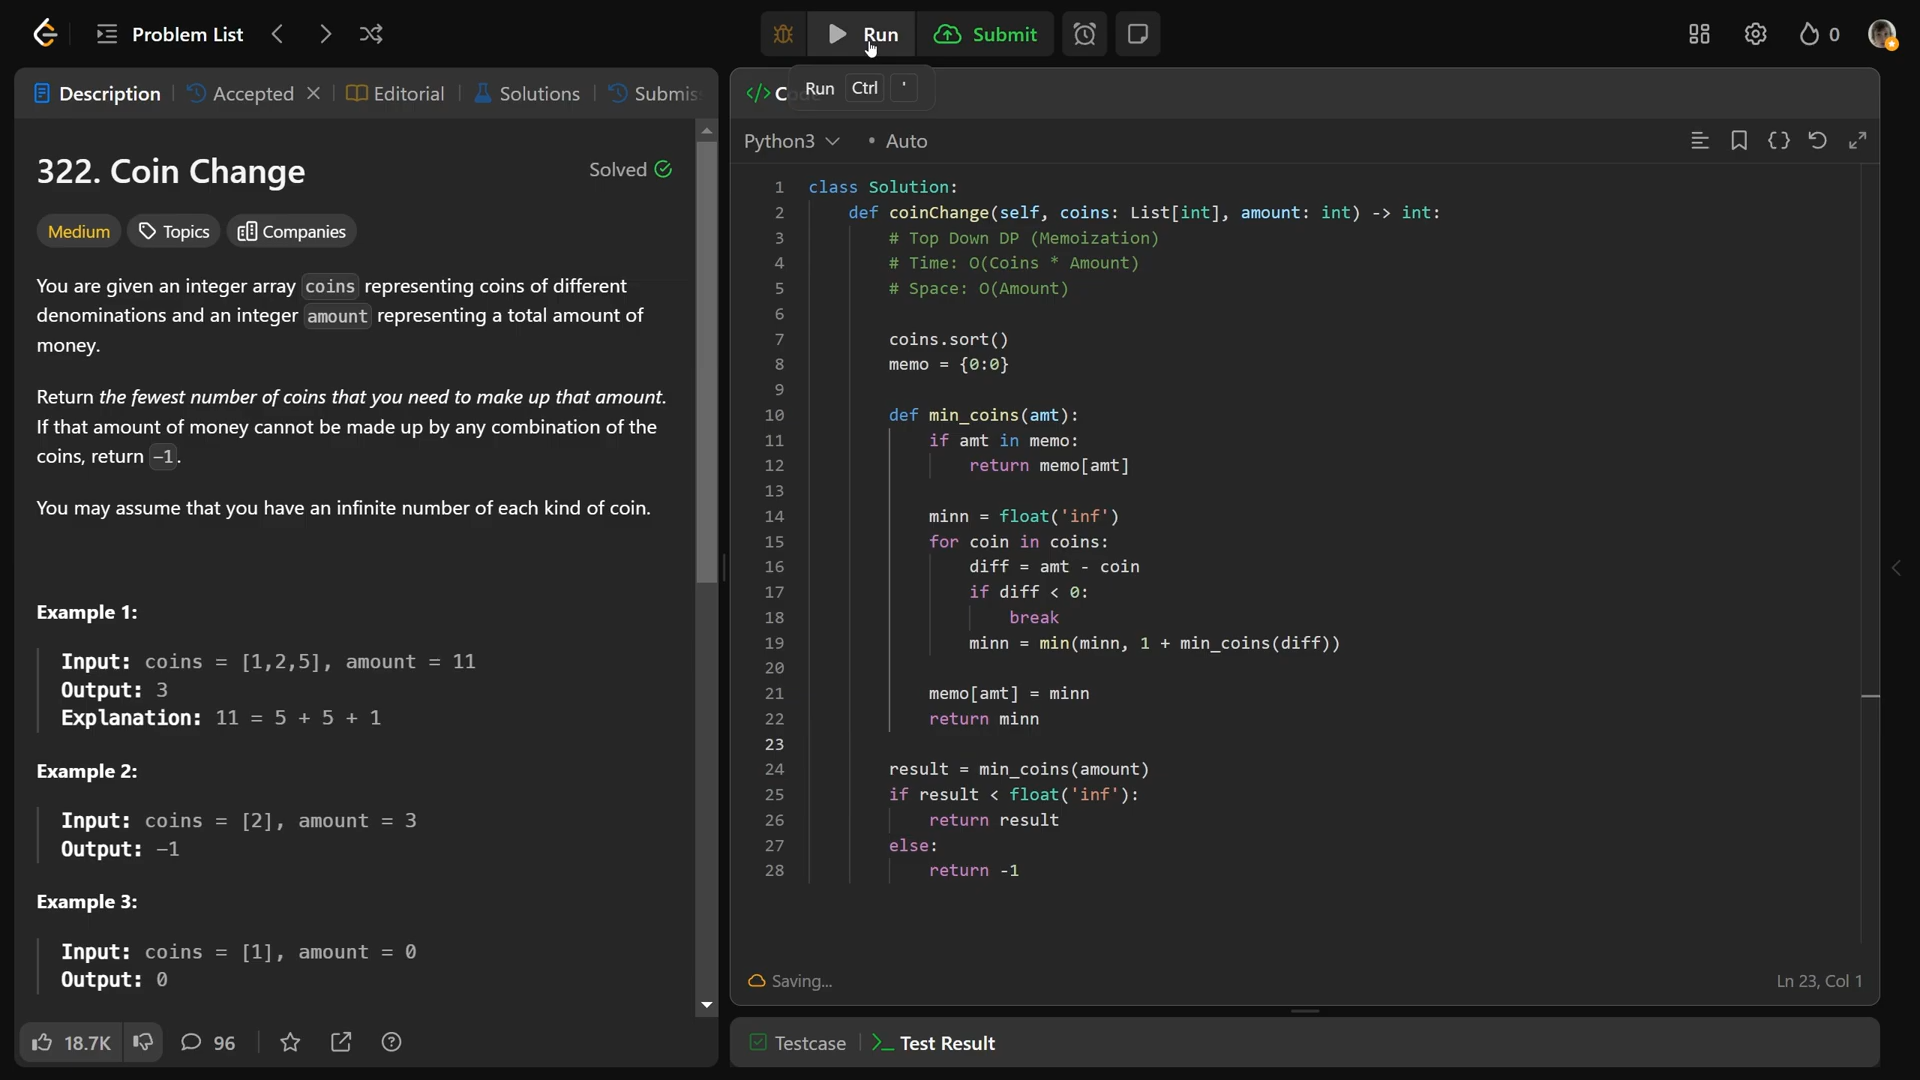 Problem List
Run
Submit
0
Description
Accepted
Editorial
Solutions
Submis
Run Ctrl '
322. Coin Change
Solved
Medium
Topics
Companies
You are given an integer array coins representing coins of different
denominations and an integer amount representing a total amount of
money.
Return the fewest number of coins that you need to make up that amount.
If that amount of money cannot be made up by any combination of the
coins, return -1.
You may assume that you have an infinite number of each kind of coin.
Example 1:
Input: coins = [1,2,5], amount = 11
Output: 3
Explanation: 11 = 5 + 5 + 1
Example 2:
Input: coins = [2], amount = 3
Output: -1
Example 3:
Input: coins = [1], amount = 0
Output: 0
18.7K
96
</> C
Python3
• Auto
1 class Solution:
2 def coinChange(self, coins: List[int], amount: int) -> int:
3 # Top Down DP (Memoization)
4 # Time: O(Coins * Amount)
5 # Space: O(Amount)
6
7 coins.sort()
8 memo = {0:0}
9
10 def min_coins(amt):
11 if amt in memo:
12 return memo[amt]
13
14 minn = float('inf')
15 for coin in coins:
16 diff = amt - coin
17 if diff < 0:
18 break
19 minn = min(minn, 1 + min_coins(diff))
20
21 memo[amt] = minn
22 return minn
23
24 result = min_coins(amount)
25 if result < float('inf'):
26 return result
27 else:
28 return -1
Saving...
Ln 23, Col 1
Testcase
Test Result